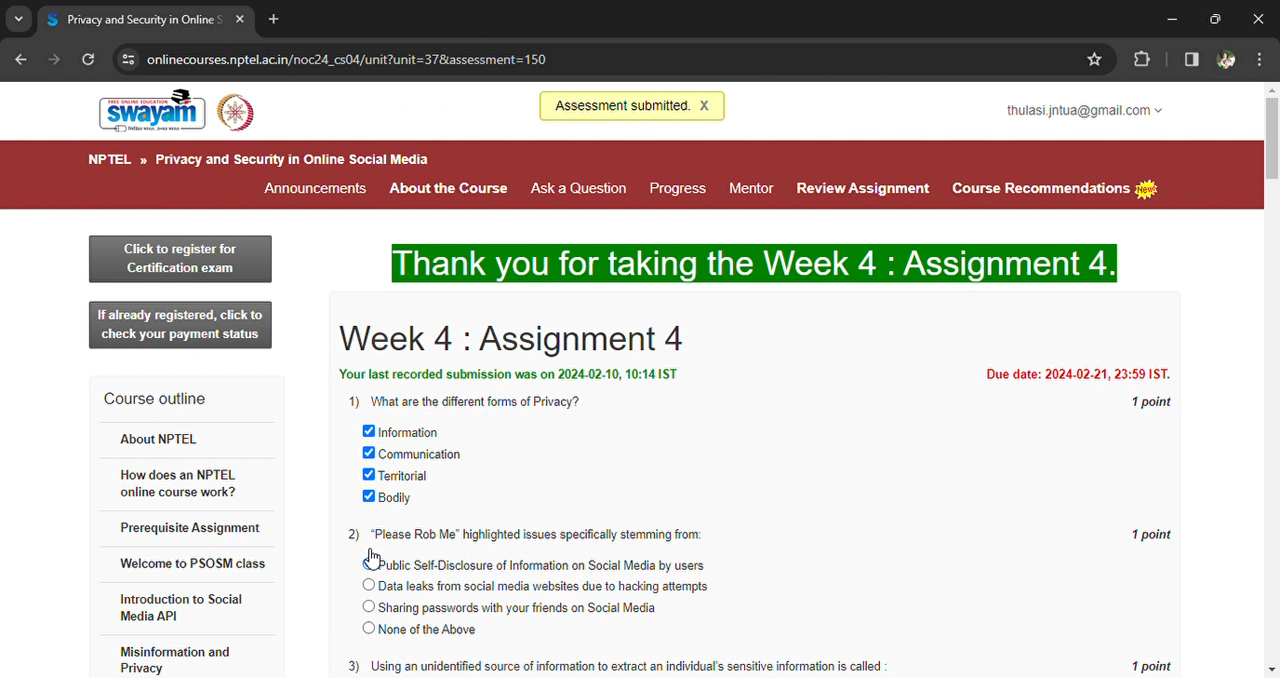 Privacy and Security in Online S
onlinecourses.nptel.ac.in/noc24_cs04/unit?unit=37&assessment=150
FREE ONLINE EDUCATION
swayam
Assessment submitted. X
thulasi.jntua@gmail.com
NPTEL » Privacy and Security in Online Social Media
Announcements About the Course Ask a Question Progress Mentor Review Assignment Course Recommendations New
Click to register for
Certification exam
If already registered, click to
check your payment status
Course outline
About NPTEL
How does an NPTEL
online course work?
Prerequisite Assignment
Welcome to PSOSM class
Introduction to Social
Media API
Misinformation and
Privacy
Thank you for taking the Week 4 : Assignment 4.
Week 4 : Assignment 4
Your last recorded submission was on 2024-02-10, 10:14 IST Due date: 2024-02-21, 23:59 IST.
1) What are the different forms of Privacy? 1 point
Information
Communication
Territorial
Bodily
2) “Please Rob Me” highlighted issues specifically stemming from: 1 point
Public Self-Disclosure of Information on Social Media by users
Data leaks from social media websites due to hacking attempts
Sharing passwords with your friends on Social Media
None of the Above
3) Using an unidentified source of information to extract an individual's sensitive information is called : 1 point